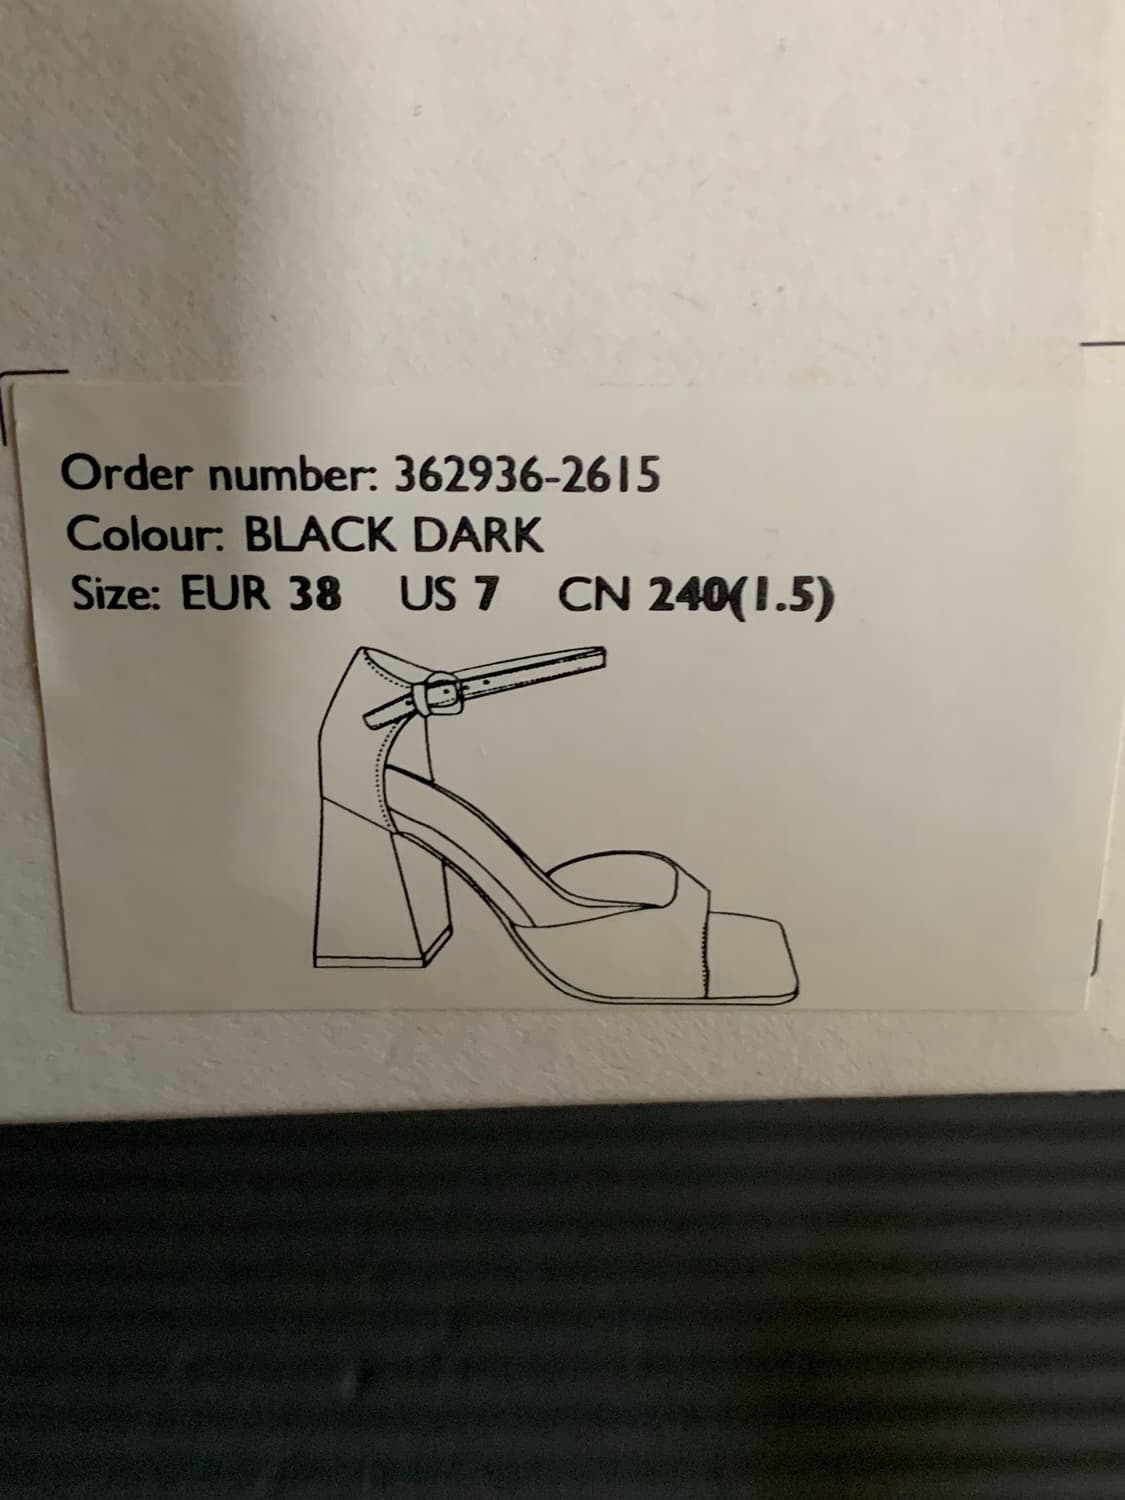 Order number: 362936-2615
Colour: BLACK DARK
Size: EUR 38 US 7 CN 240(1.5)